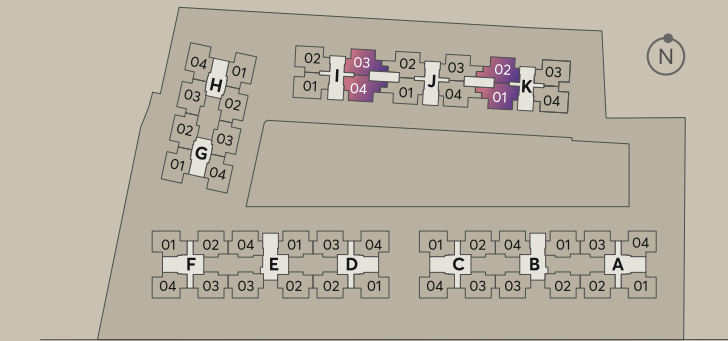 N
04 H 01
03 02
02 03
01 G 04
02 I 03 02 J 03 02 K 03
01 04 01 04 01 04
01 02 04 01 03 04
F E D
04 03 03 02 02 01
01 02 04 01 03 04
C B A
04 03 03 02 02 01